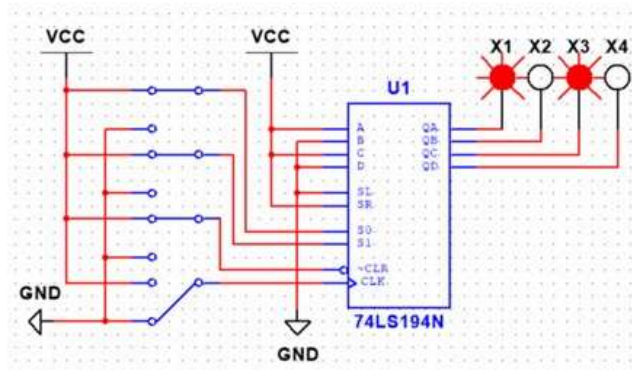 VCC
VCC
X1 X2 X3 X4
U1
A QA
B QB
C QC
D QD
SL
SR
S0
S1
~CLR
CLK
GND
74LS194N
GND